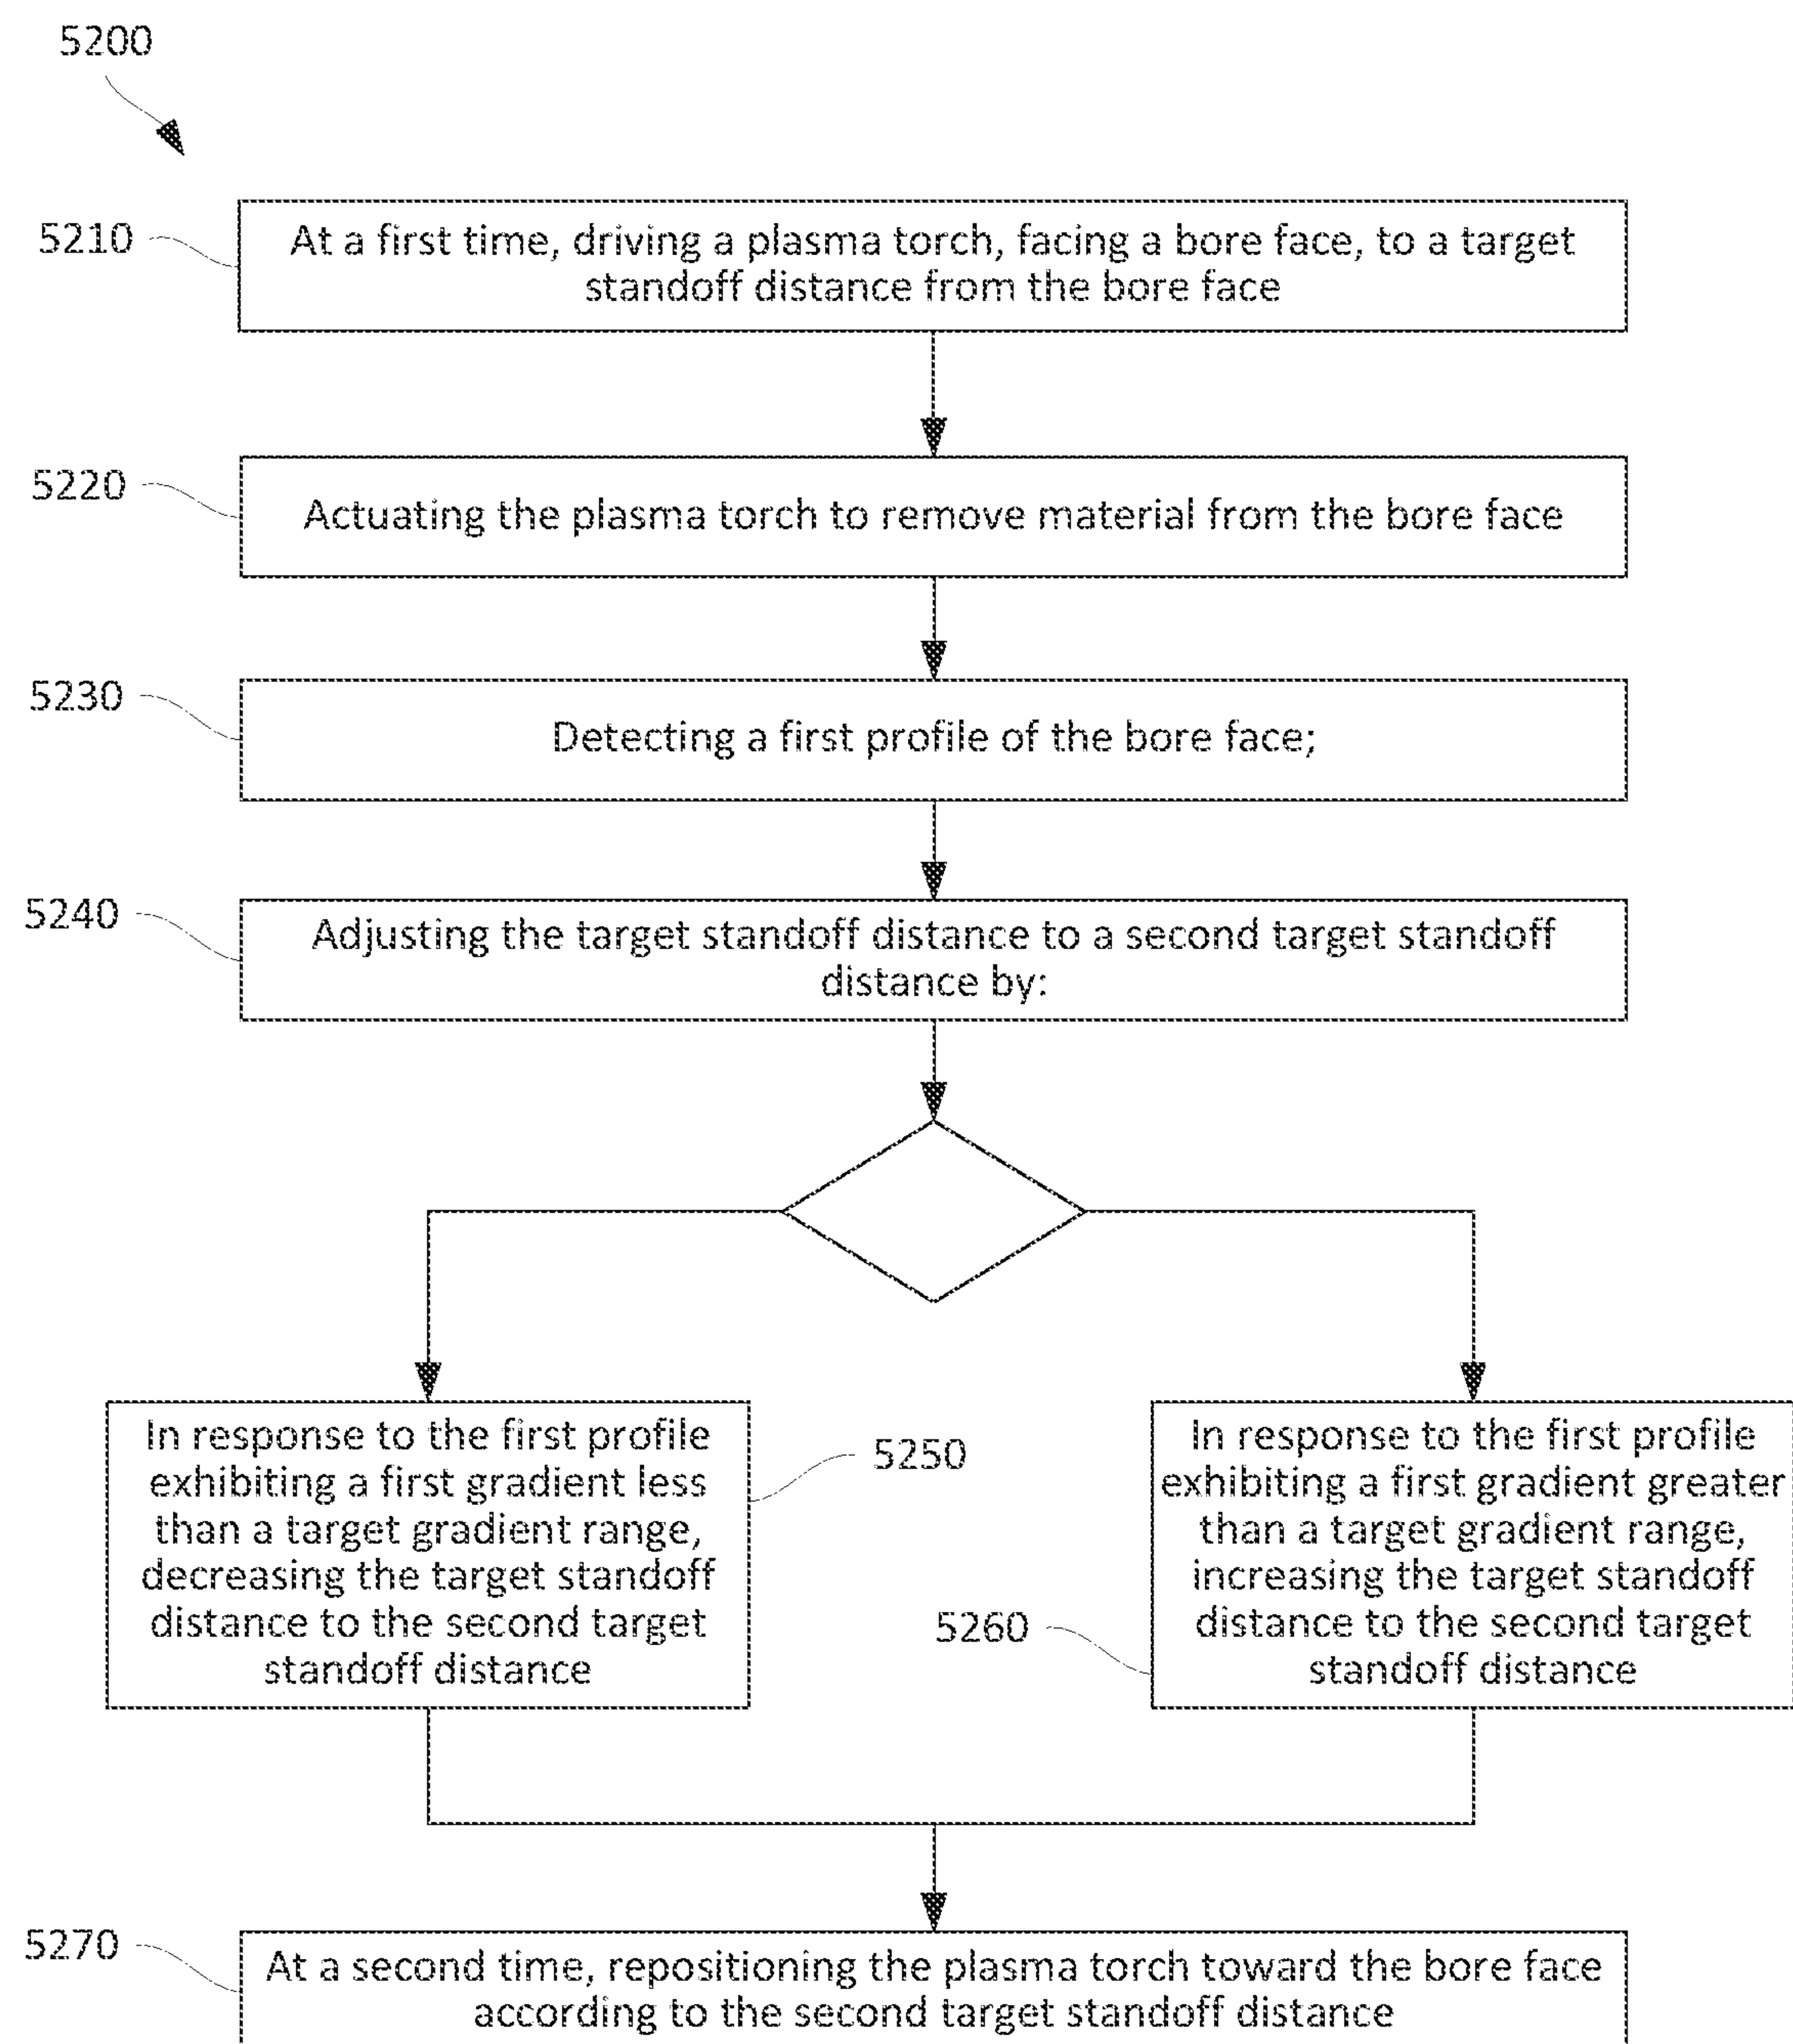 5200
5210
At a first time, driving a plasma torch, facing a bore face, to a target
standoff distance from the bore face
5220
Actuating the plasma torch to remove material from the bore face
5230
Detecting a first profile of the bore face;
5240
Adjusting the target standoff distance to a second target standoff
distance by:
In response to the first profile
exhibiting a first gradient less
than a target gradient range,
decreasing the target standoff
distance to the second target
standoff distance
5250
In response to the first profile
exhibiting a first gradient greater
than a target gradient range,
increasing the target standoff
distance to the second target
standoff distance
5260
5270
At a second time, repositioning the plasma torch toward the bore face
according to the second target standoff distance